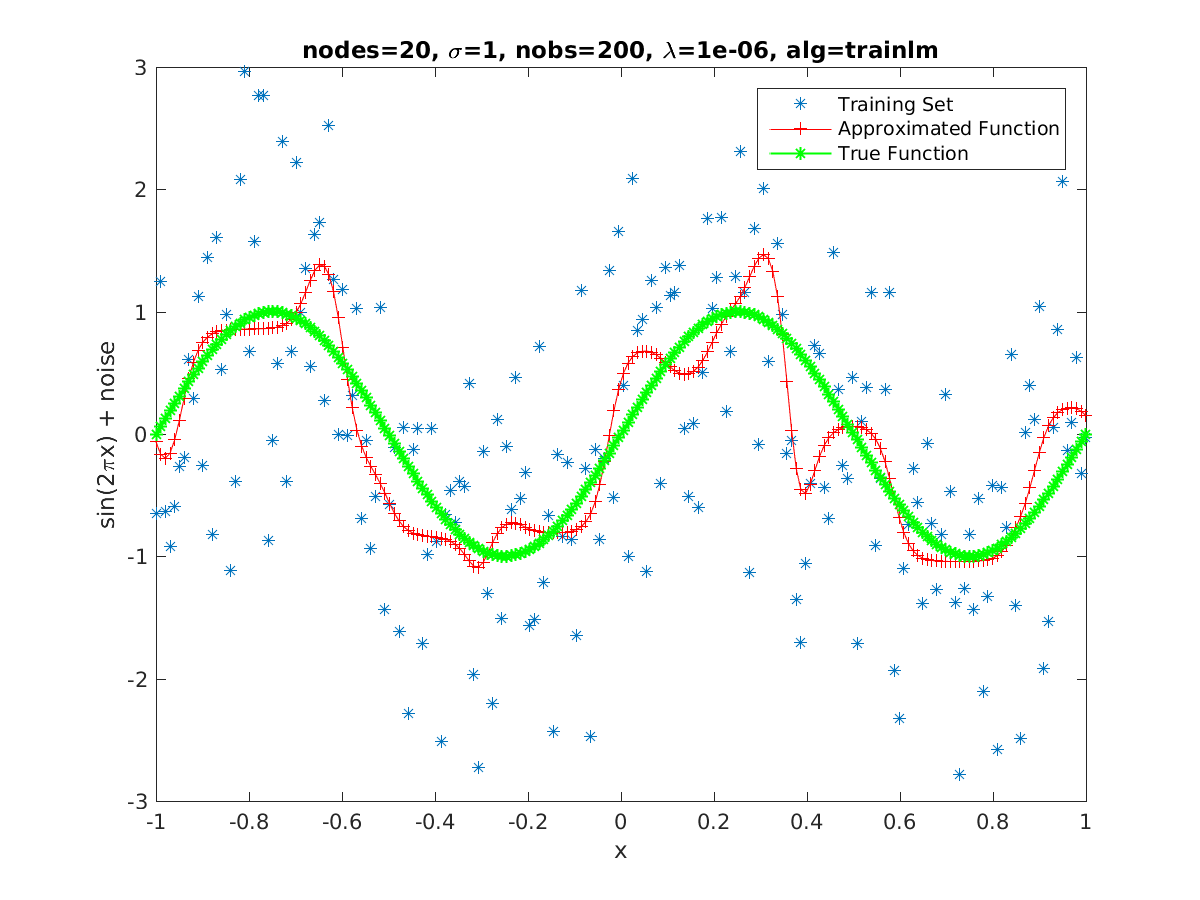 nodes=20, σ=1, nobs=200, λ=1e-06, alg=trainlm
Training Set
Approximated Function
True Function
3
2
1
0
-1
-2
-3
sin(2πx) + noise
-1 -0.8 -0.6 -0.4 -0.2 0 0.2 0.4 0.6 0.8 1
x